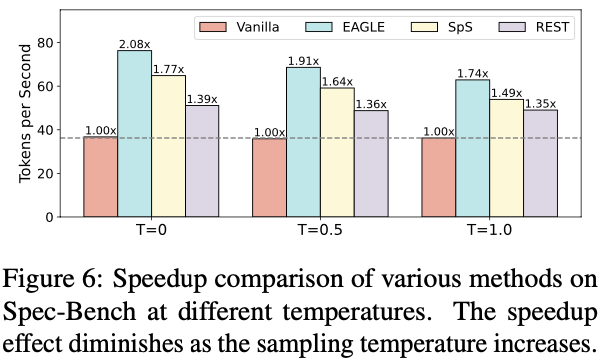 Vanilla EAGLE SpS REST
Tokens per Second
80
60
40
20
0
1.00x 2.08x 1.77x 1.39x
1.00x 1.91x 1.64x 1.36x
1.00x 1.74x 1.49x 1.35x
T=0 T=0.5 T=1.0
Figure 6: Speedup comparison of various methods on
Spec-Bench at different temperatures. The speedup
effect diminishes as the sampling temperature increases.